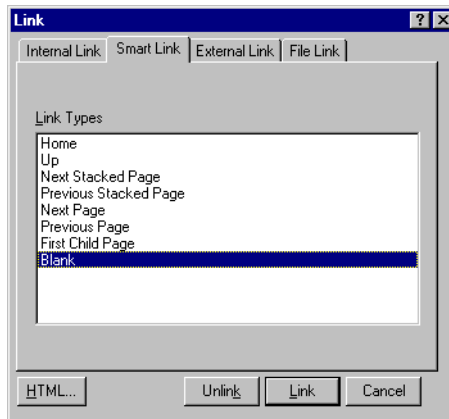 Link
Internal Link Smart Link External Link File Link
Link Types
Home
Up
Next Stacked Page
Previous Stacked Page
Next Page
Previous Page
First Child Page
Blank
HTML... Unlink Link Cancel